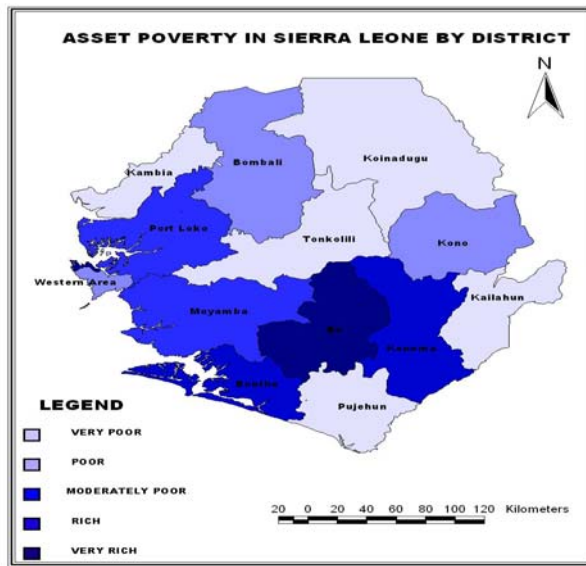 ASSET POVERTY IN SIERRA LEONE BY DISTRICT
N
Bombali
Koinadugu
Kambia
Port Loko
Tonkolili
Kono
Western Area
Kailahun
Moyamba
Bo
Kenema
Bonthe
Pujehun
LEGEND
VERY POOR
POOR
MODERATELY POOR
RICH
VERY RICH
20 0 20 40 60 80 100 120 Kilometers